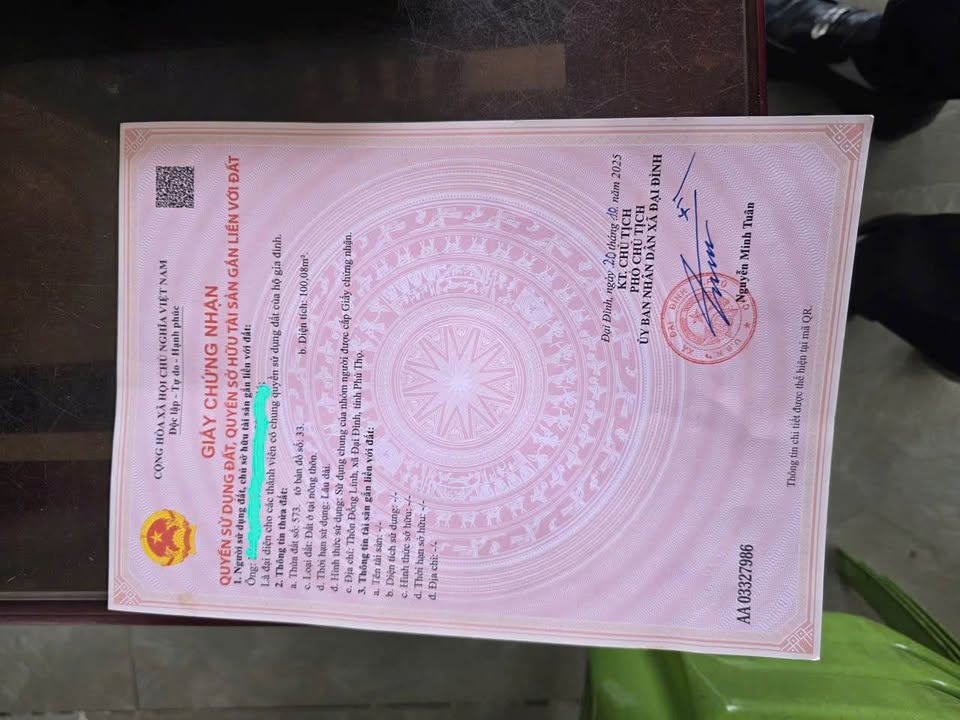 CỘNG HÒA XÃ HỘI CHỦ NGHĨA VIỆT NAM
Độc lập - Tự do - Hạnh phúc
GIẤY CHỨNG NHẬN
QUYỀN SỬ DỤNG ĐẤT, QUYỀN SỞ HỮU TÀI SẢN GẮN LIỀN VỚI ĐẤT
1. Người sử dụng đất, chủ sở hữu tài sản gắn liền với đất:
Ông:
Là đại diện cho các thành viên có chung quyền sử dụng đất của hộ gia đình.
2. Thông tin thửa đất:
a. Thửa đất số: 573, tờ bản đồ số: 33. b. Diện tích: 100,08m².
c. Loại đất: Đất ở tại nông thôn.
d. Thời hạn sử dụng: Lâu dài.
đ. Hình thức sử dụng: Sử dụng chung của nhóm người được cấp Giấy chứng nhận.
e. Địa chỉ: Thôn Đồng Lính, xã Đại Đình, tỉnh Phú Thọ.
3. Thông tin tài sản gắn liền với đất:
a. Tên tài sản: -/-
b. Diện tích sử dụng: -/-
c. Hình thức sở hữu: -/-
d. Thời hạn sở hữu: -/-
đ. Địa chỉ: -/-
Đại Đình, ngày 20 tháng 10 năm 2025
KT. CHỦ TỊCH
PHÓ CHỦ TỊCH
ỦY BAN NHÂN DÂN XÃ ĐẠI ĐÌNH
Nguyễn Minh Tuấn
AA 03327986
Thông tin chi tiết được thể hiện tại mã QR.